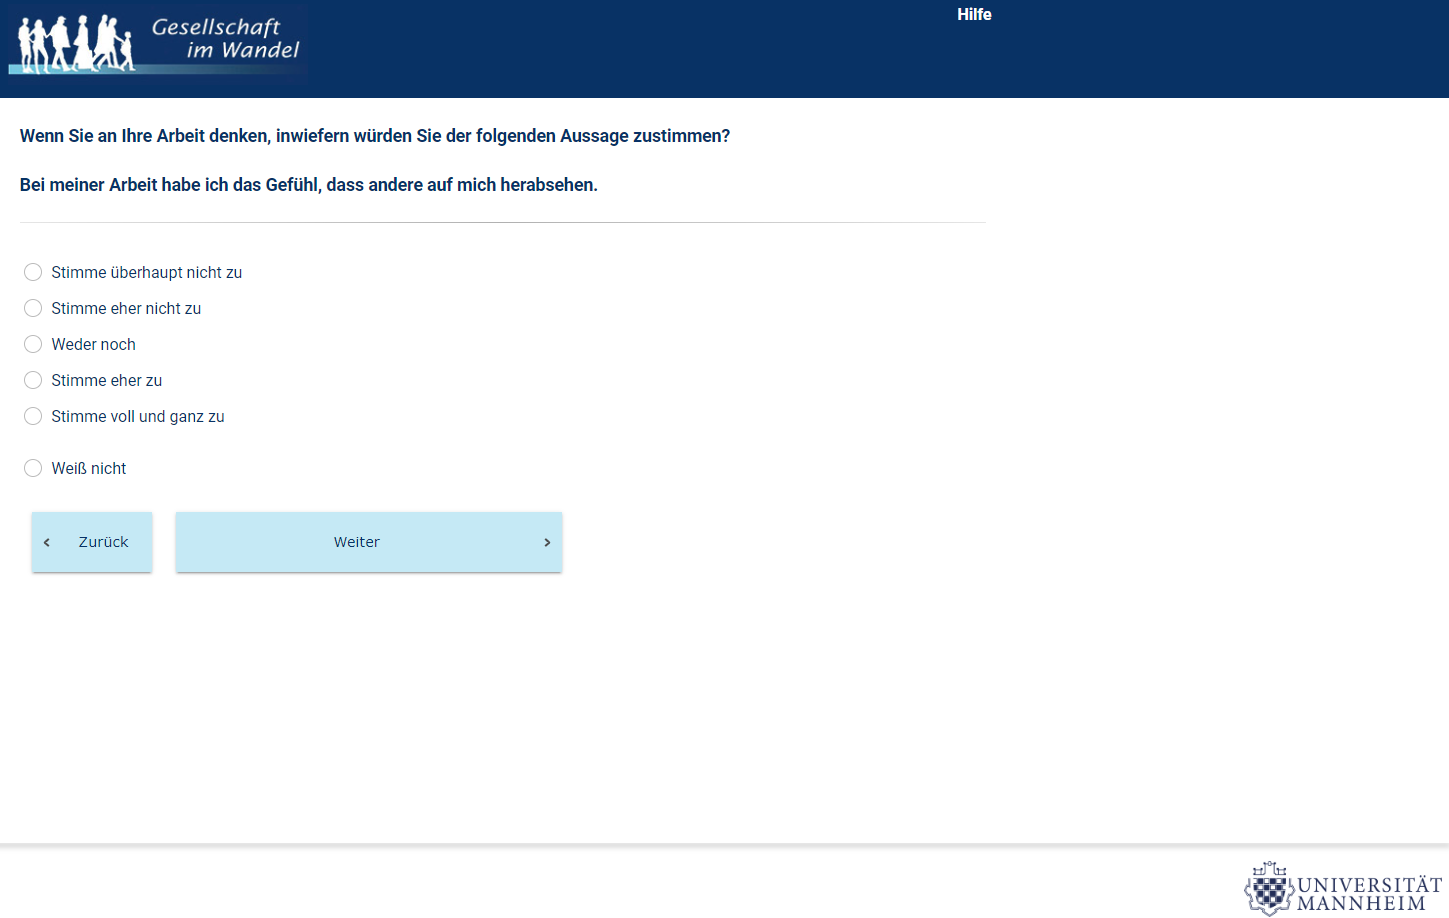 Gesellschaft
im Wandel
Hilfe
Wenn Sie an Ihre Arbeit denken, inwiefern würden Sie der folgenden Aussage zustimmen?
Bei meiner Arbeit habe ich das Gefühl, dass andere auf mich herabsehen.
Stimme überhaupt nicht zu
Stimme eher nicht zu
Weder noch
Stimme eher zu
Stimme voll und ganz zu
Weiß nicht
‹ Zurück
Weiter ›
UNIVERSITÄT
MANNHEIM